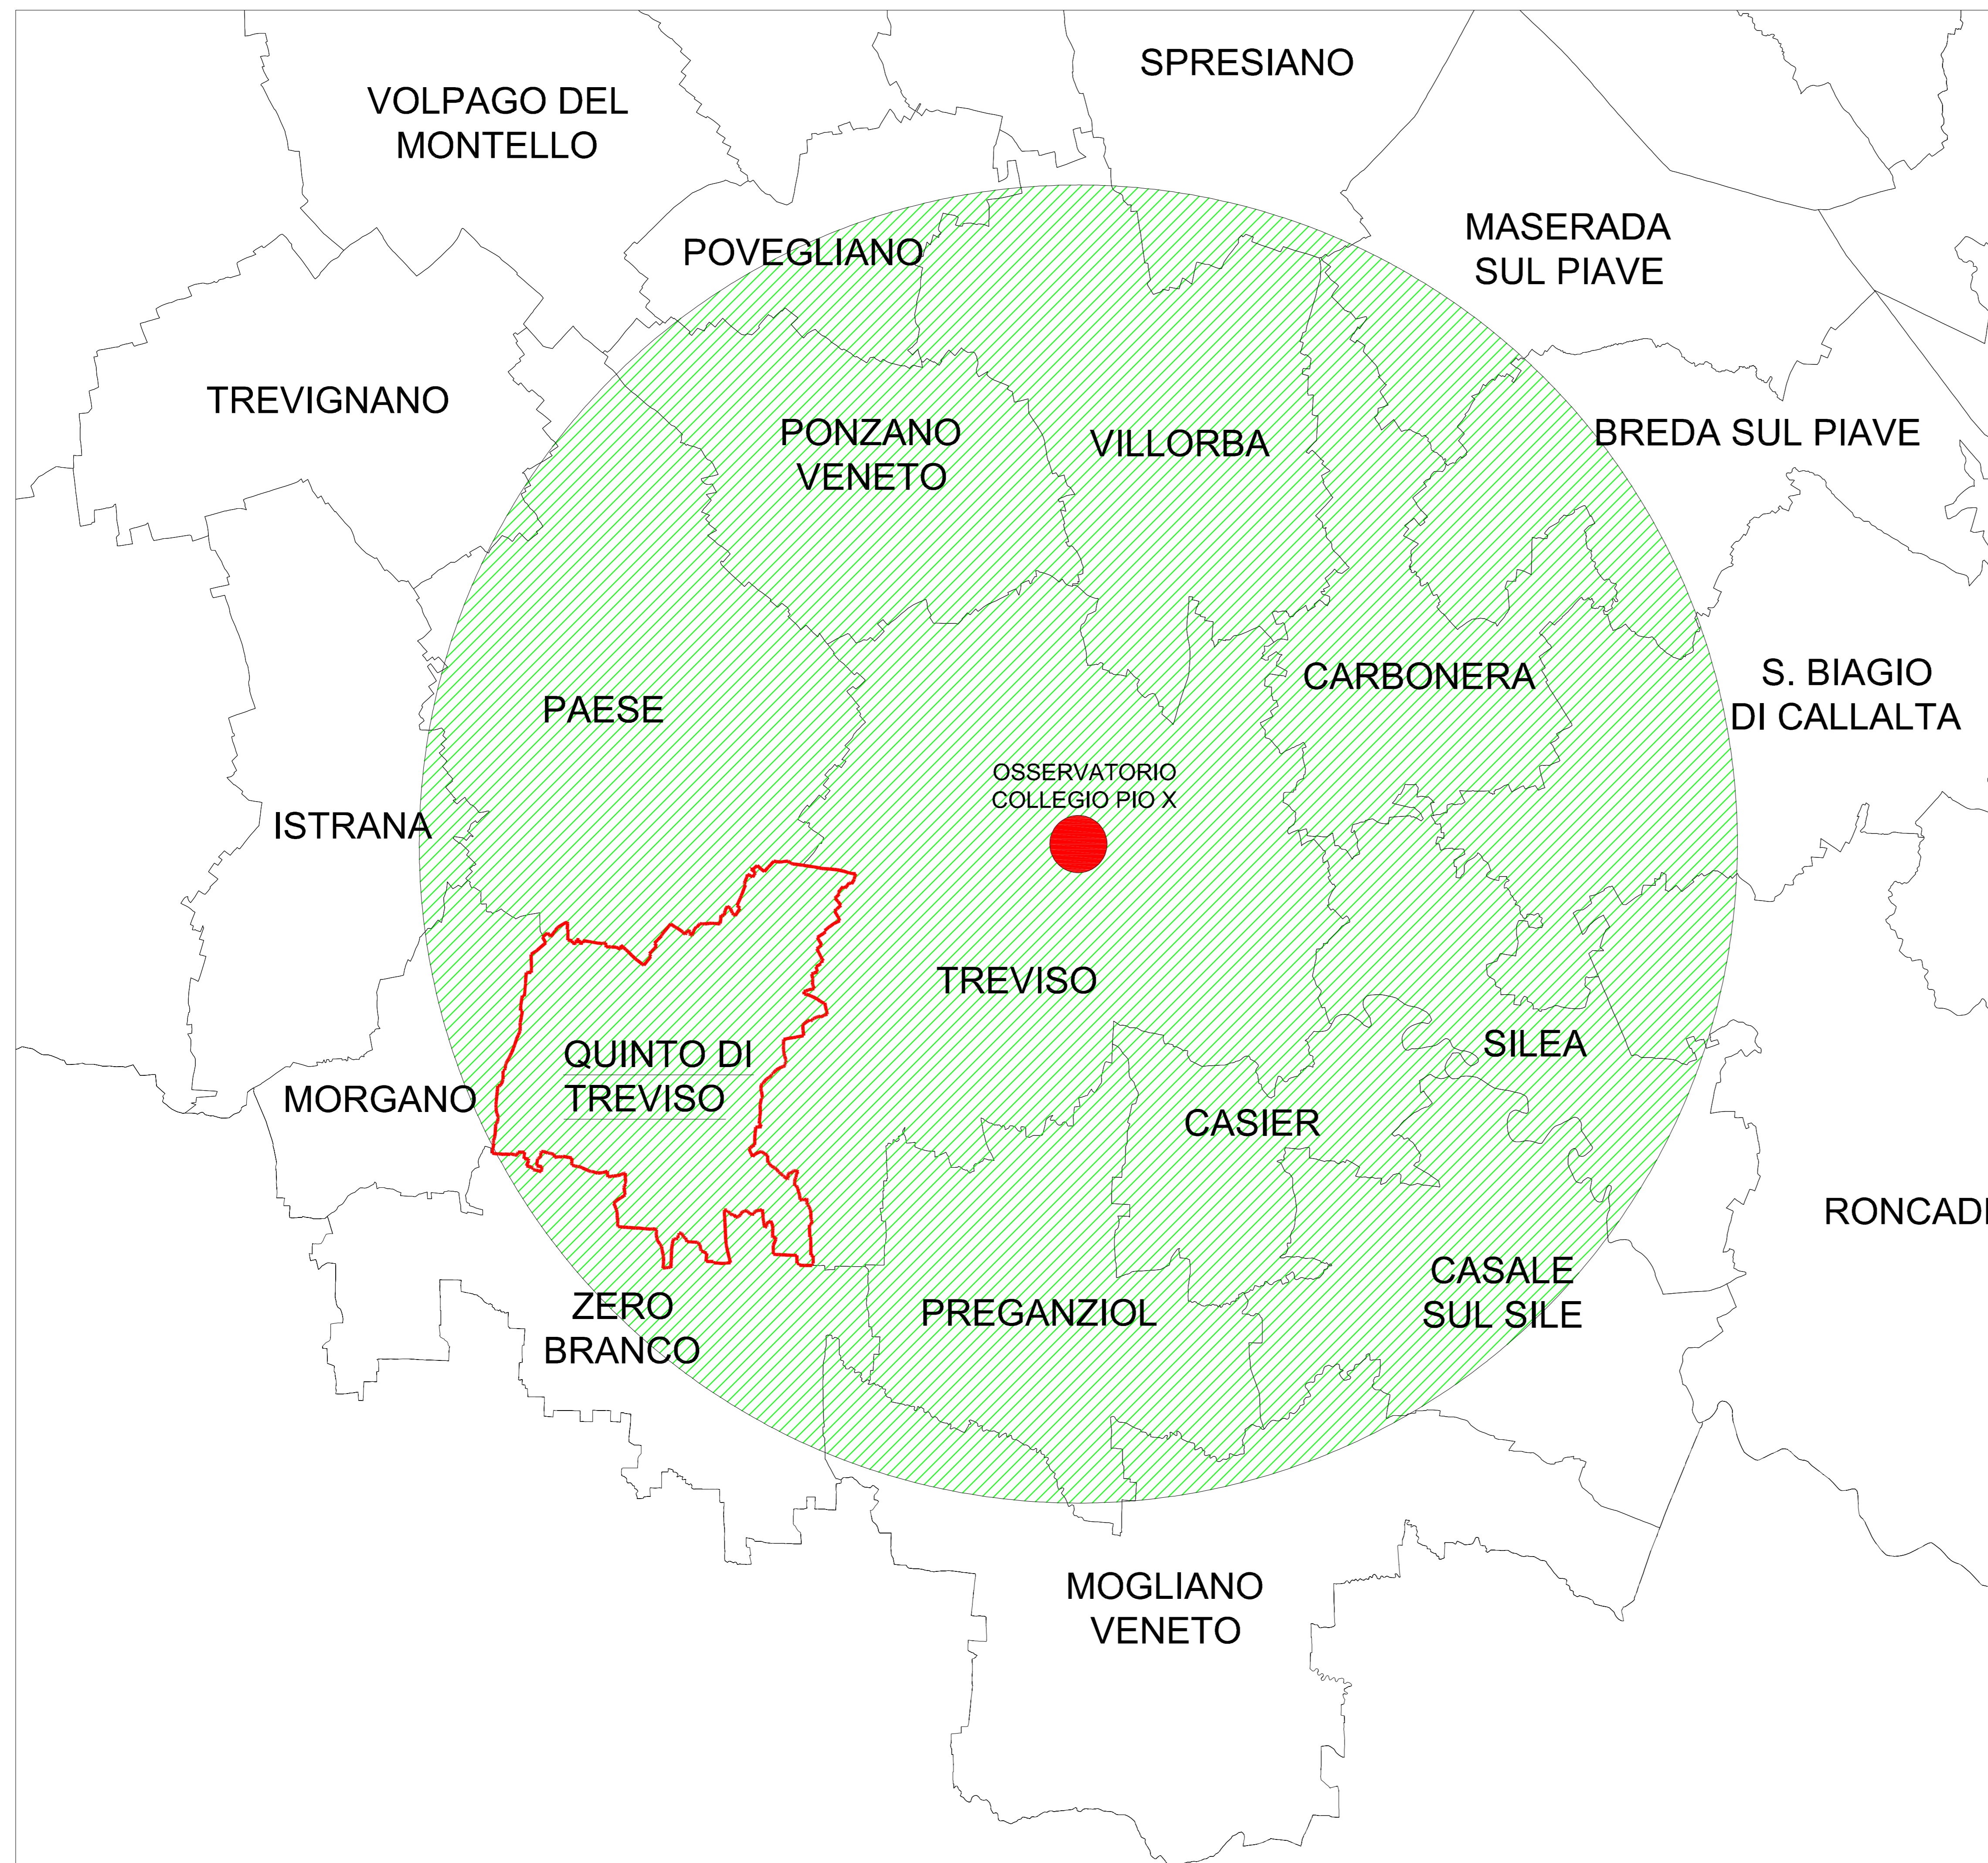 SPRESIANO
VOLPAGO DEL
MONTELLO
MASERADA
SUL PIAVE
POVEGLIANO
TREVIGNANO
PONZANO
VENETO
VILLORBA
BREDA SUL PIAVE
CARBONERA
S. BIAGIO
DI CALLALTA
PAESE
OSSERVATORIO
COLLEGIO PIO X
ISTRANA
TREVISO
QUINTO DI
TREVISO
SILEA
MORGANO
CASIER
RONCAD
CASALE
SUL SILE
ZERO
BRANCO
PREGANZIOL
MOGLIANO
VENETO